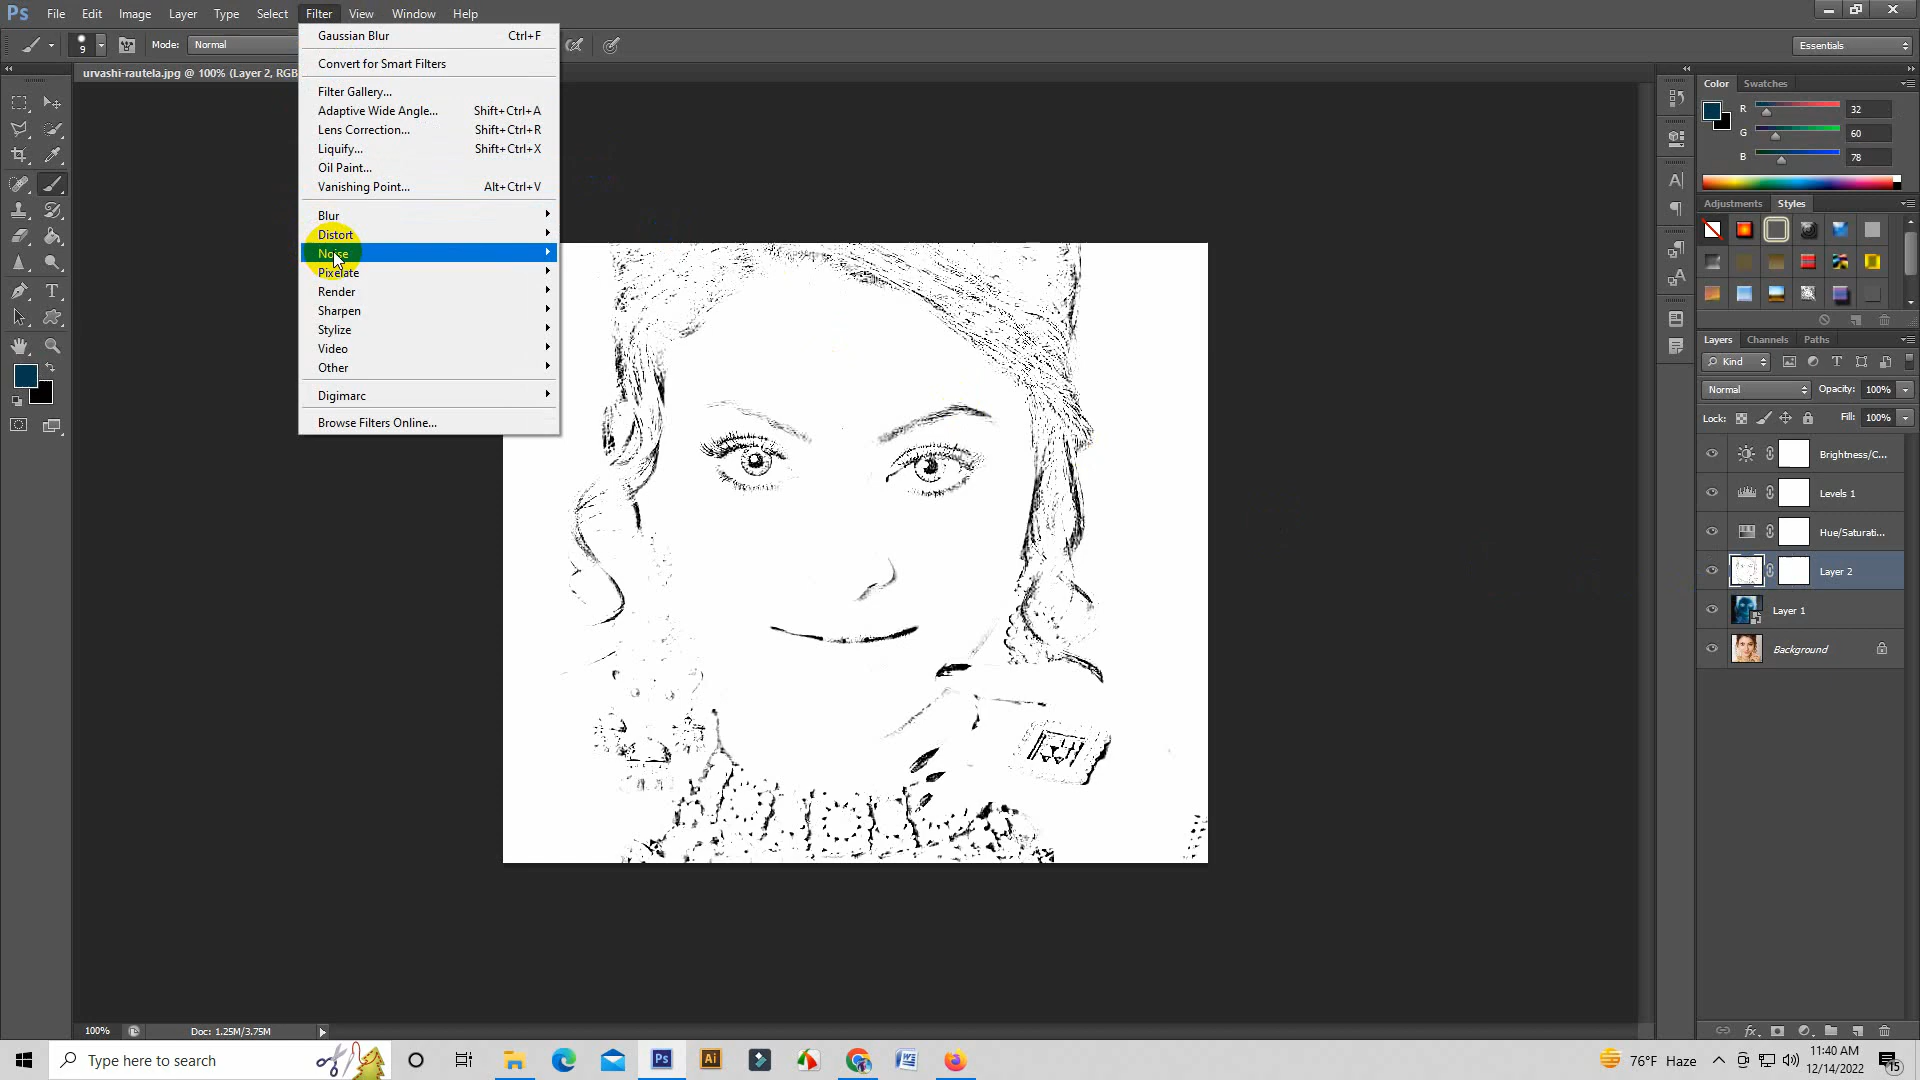 Ps File Edit Image Layer Type Select Filter View Window Help
9 Mode: Normal Essentials
urvashi-rautela.jpg @ 100% (Layer 2, RGB
Gaussian Blur Ctrl+F
Convert for Smart Filters
Filter Gallery...
Adaptive Wide Angle... Shift+Ctrl+A
Lens Correction... Shift+Ctrl+R
Liquify... Shift+Ctrl+X
Oil Paint...
Vanishing Point... Alt+Ctrl+V
Blur
Distort
Noise
Pixelate
Render
Sharpen
Stylize
Video
Other
Digimarc
Browse Filters Online...
Color Swatches
R 32
G 60
B 78
Adjustments Styles
Layers Channels Paths
Kind
Normal Opacity: 100%
Lock: Fill: 100%
Brightness/C...
Levels 1
Hue/Saturati...
Layer 2
Layer 1
Background
100% Doc: 1.25M/3.75M
Type here to search
Ps Ai
76°F Haze
11:40 AM
12/14/2022
15